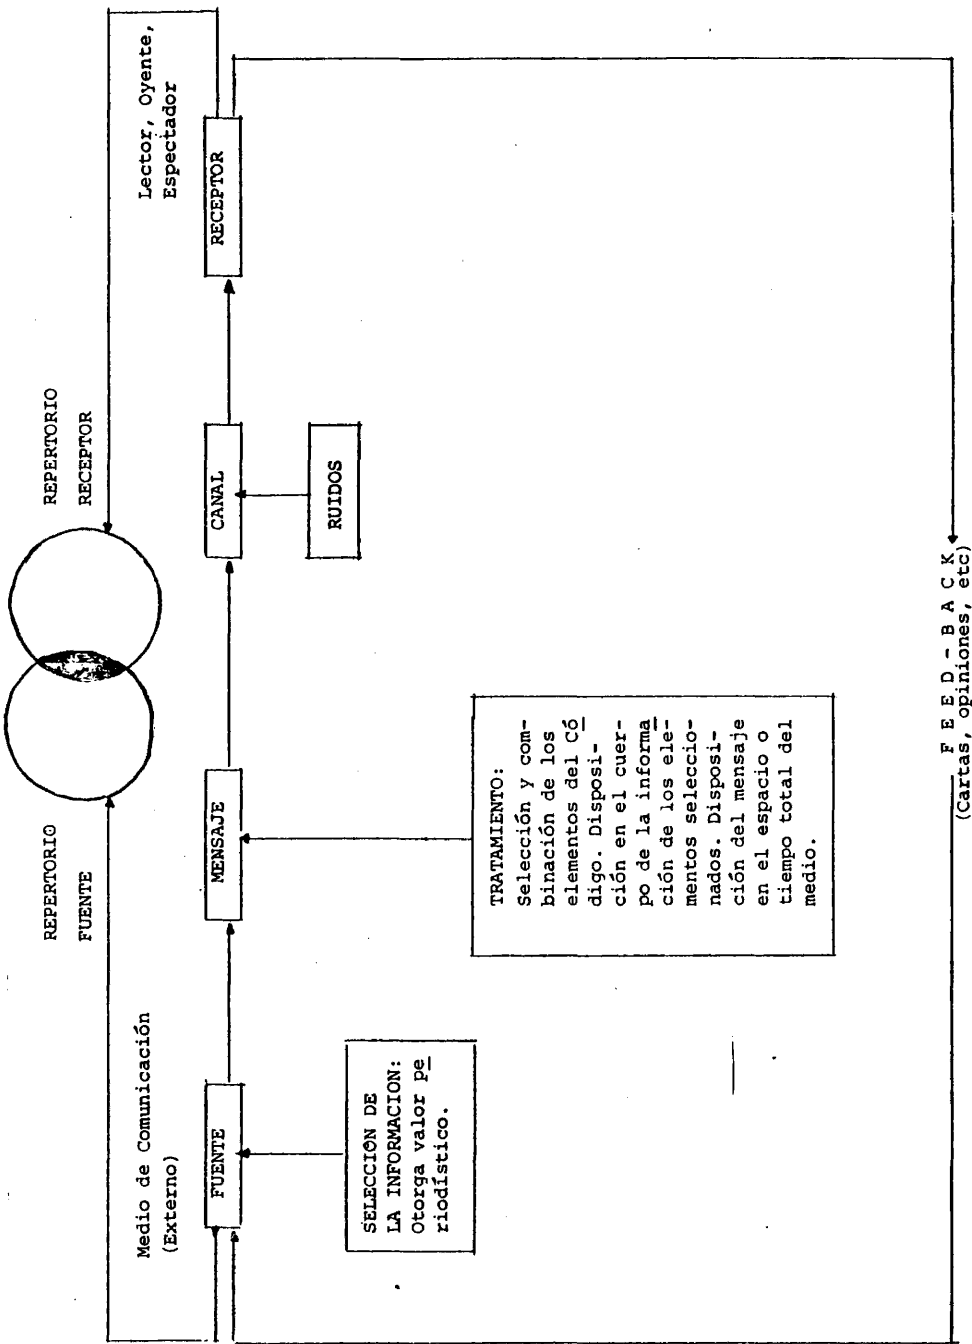 REPERTORIO
FUENTE
REPERTORIO
RECEPTOR
Medio de Comunicación
(Externo)
Lector, Oyente,
Espectador
FUENTE
MENSAJE
CANAL
RECEPTOR
SELECCION DE
LA INFORMACION:
Otorga valor pe
riodístico.
RUIDOS
TRATAMIENTO:
Selección y com-
binación de los
elementos del Có
digo. Disposi-
ción en el cuer-
po de la informa
ción de los ele-
mentos seleccio-
nados. Disposi-
ción del mensaje
en el espacio o
tiempo total del
medio.
F E E D - B A C K
(Cartas, opiniones, etc)